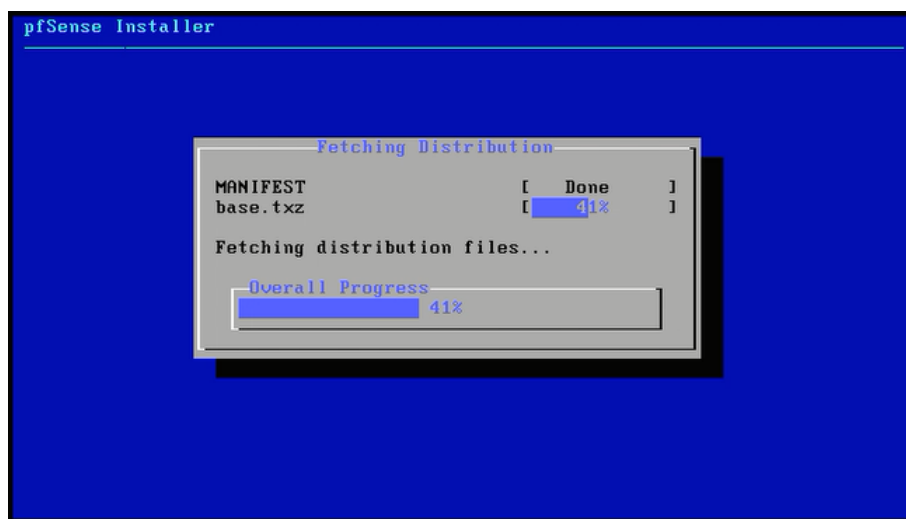 pfSense Installer
Fetching Distribution
MANIFEST [ Done ]
base.txz [ 41% ]
Fetching distribution files...
Overall Progress
41%